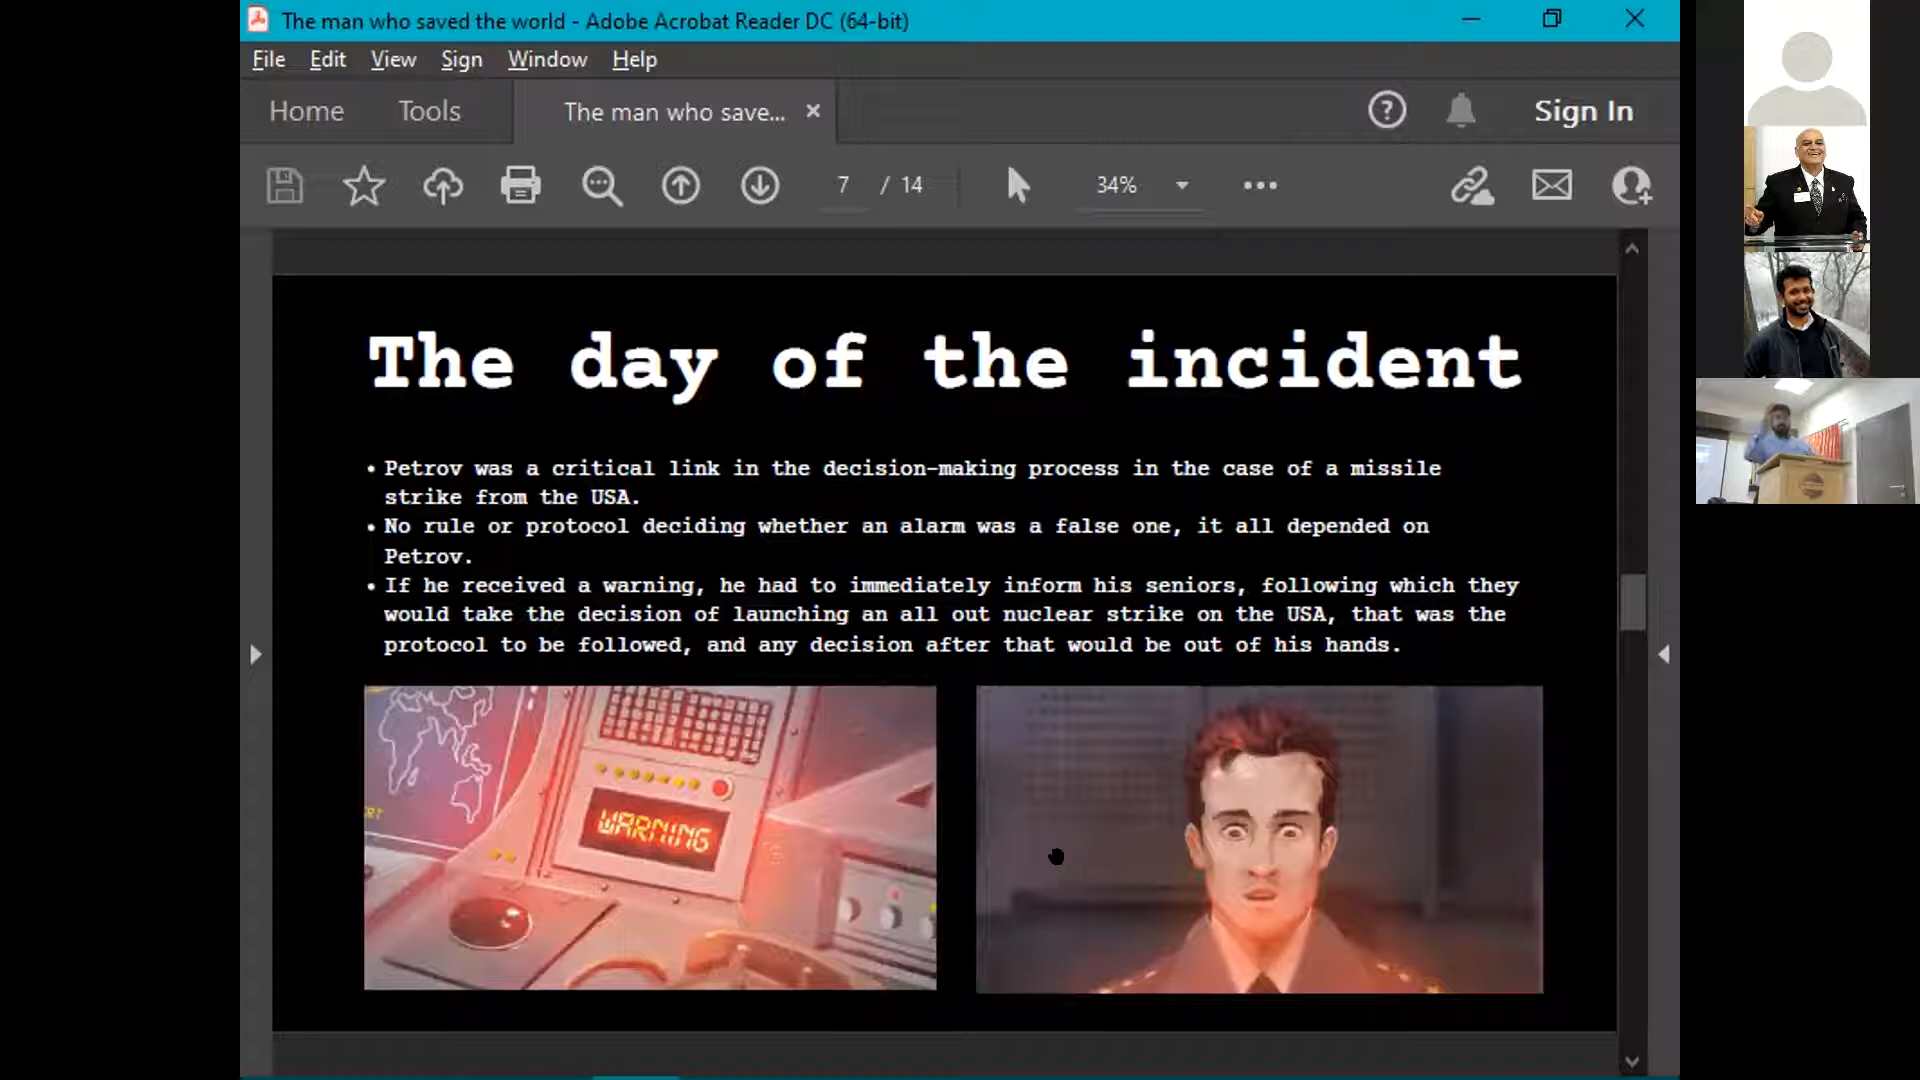 The man who saved the world - Adobe Acrobat Reader DC (64-bit)
File Edit View Sign Window Help
Home Tools The man who save... Sign In
7 / 14 34%
The day of the incident
• Petrov was a critical link in the decision-making process in the case of a missile
strike from the USA.
• No rule or protocol deciding whether an alarm was a false one, it all depended on
Petrov.
• If he received a warning, he had to immediately inform his seniors, following which they
would take the decision of launching an all out nuclear strike on the USA, that was the
protocol to be followed, and any decision after that would be out of his hands.
WARNING